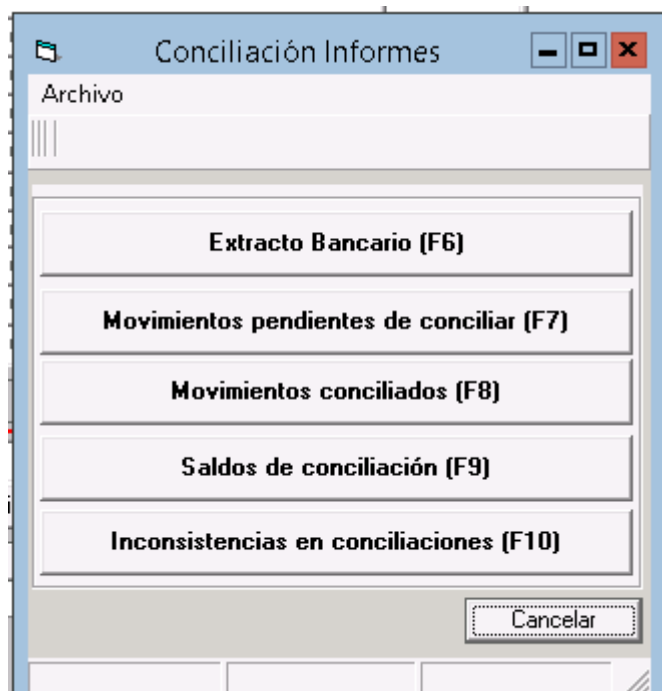 Conciliación Informes
Archivo
Extracto Bancario (F6)
Movimientos pendientes de conciliar (F7)
Movimientos conciliados (F8)
Saldos de conciliación (F9)
Inconsistencias en conciliaciones (F10)
Cancelar